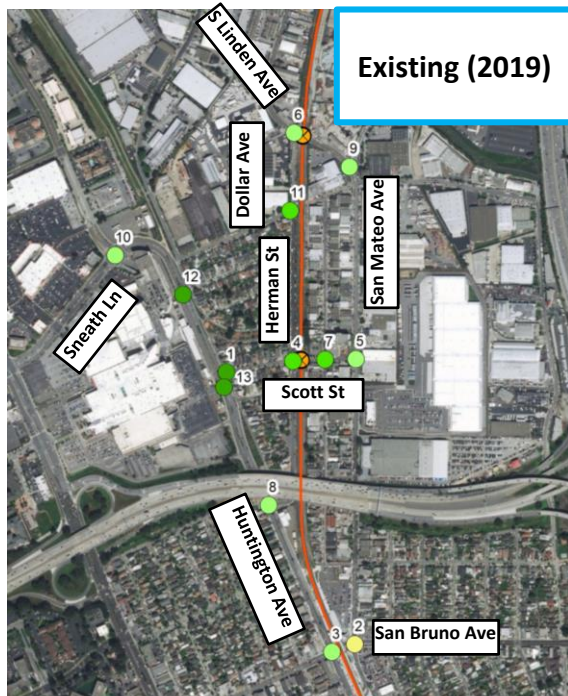 S Linden Ave
Existing (2019)
6
Dollar Ave
9
11
San Mateo Ave
10
Herman St
12
Sneath Ln
4
7
5
1
13
Scott St
8
Huntington Ave
3
2
San Bruno Ave